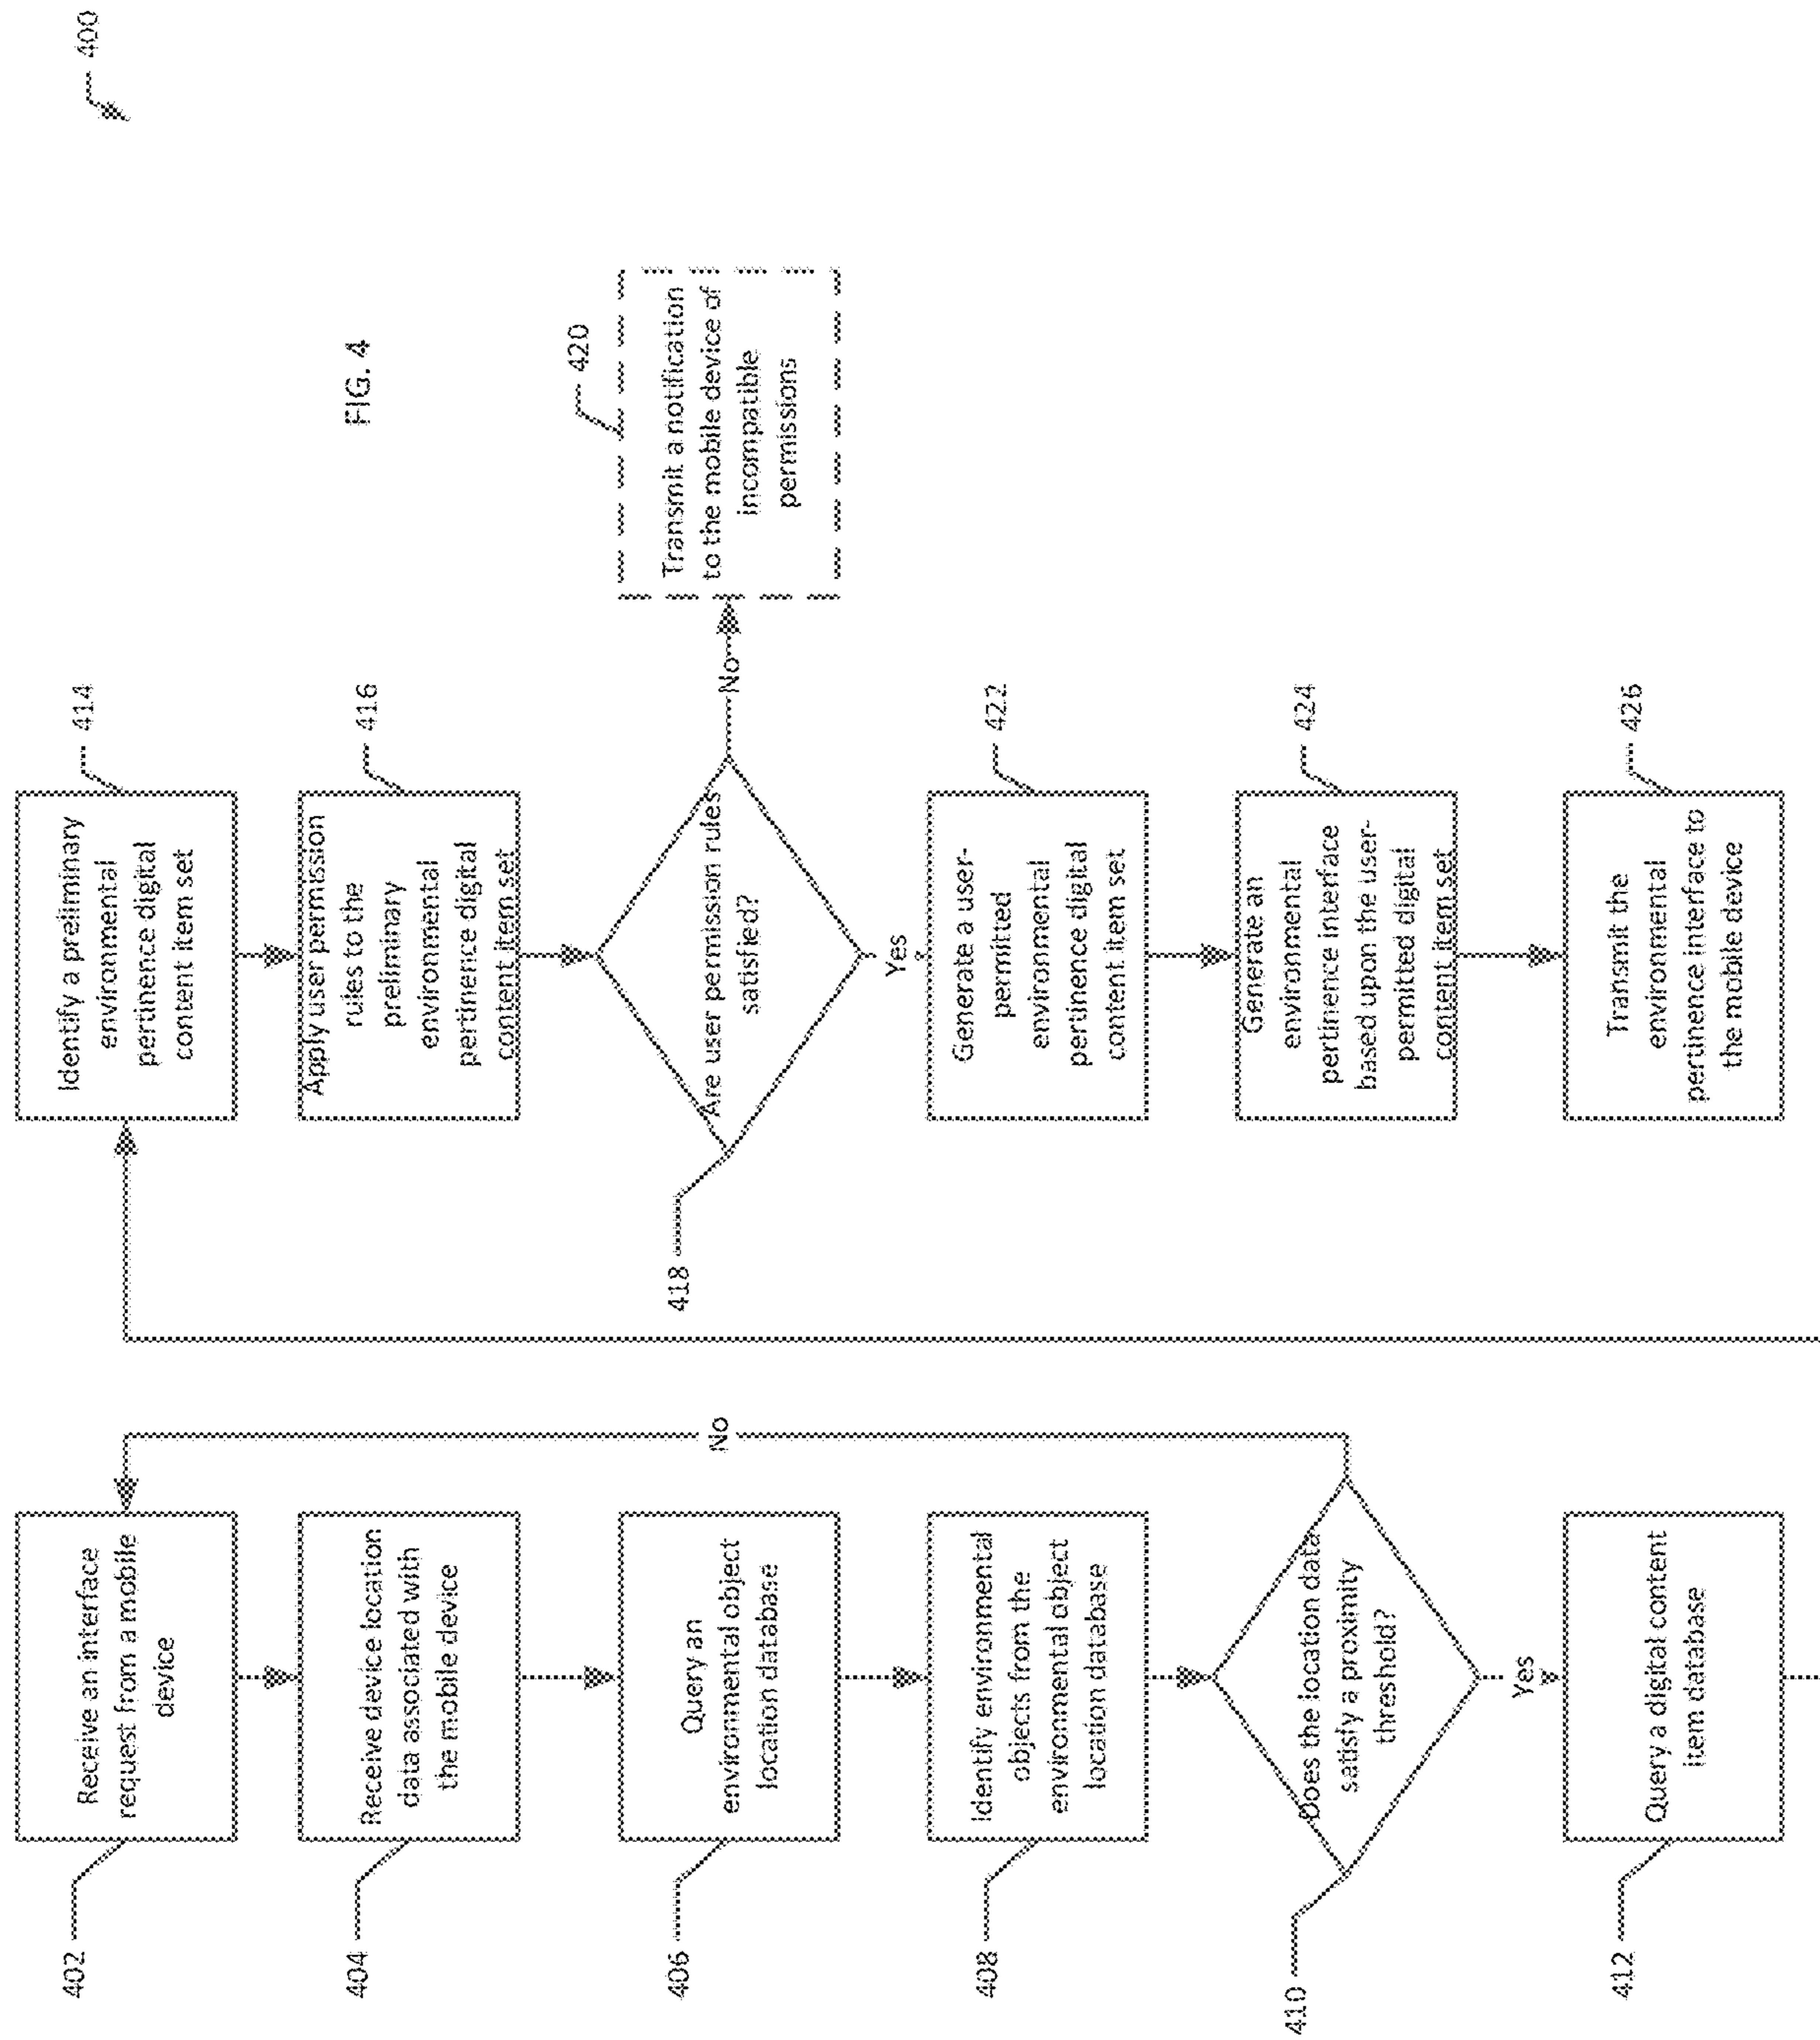 400
402
Receive an interface
request from a mobile
device
404
Receive device location
data associated with
the mobile device
406
Query an
environmental object
location database
408
Identify environmental
objects from the
environmental object
location database
410
Does the location data
satisfy a proximity
threshold?
No
Yes
412
Query a digital content
item database
414
Identify a preliminary
environmental
pertinence digital
content item set
416
Apply user permission
rules to the
preliminary
environmental
pertinence digital
content item set
418
Are user permission rules
satisfied?
No
420
Transmit a notification
to the mobile device of
incompatible
permissions
Yes
422
Generate a user-
permitted
environmental
pertinence digital
content item set
424
Generate an
environmental
pertinence interface
based upon the user-
permitted digital
content item set
426
Transmit the
environmental
pertinence interface to
the mobile device
FIG. 4